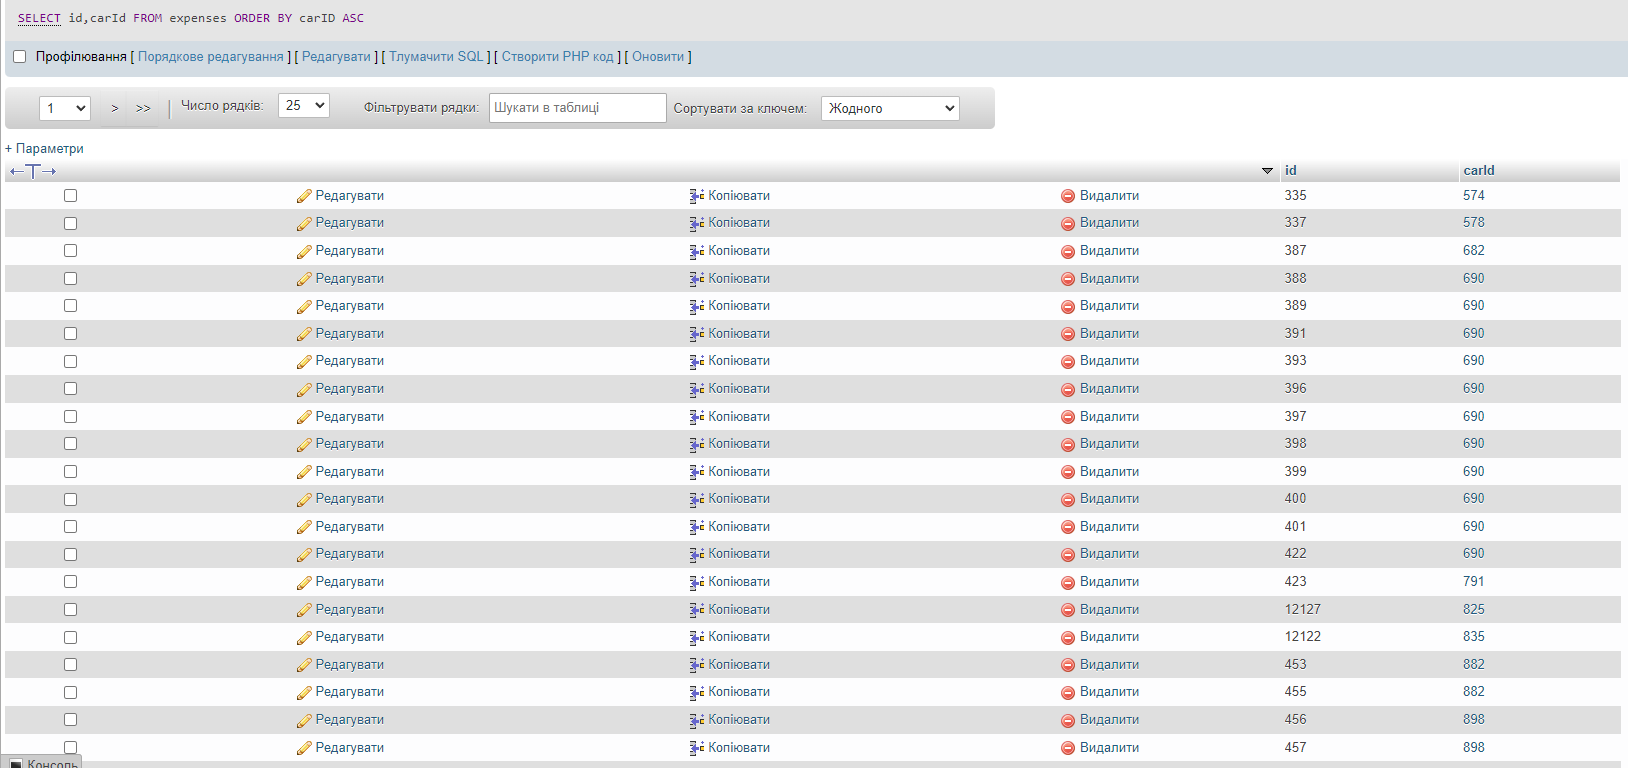 SELECT id,carId FROM expenses ORDER BY carID ASC
Профілювання [ Порядкове редагування ] [ Редагувати ] [ Тлумачити SQL ] [ Створити PHP код ] [ Оновити ]
1 > >> | Число рядків: 25 Фільтрувати рядки: Шукати в таблиці Сортувати за ключем: Жодного
+ Параметри
←T→ id carId
Редагувати Копіювати Видалити 335 574
Редагувати Копіювати Видалити 337 578
Редагувати Копіювати Видалити 387 682
Редагувати Копіювати Видалити 388 690
Редагувати Копіювати Видалити 389 690
Редагувати Копіювати Видалити 391 690
Редагувати Копіювати Видалити 393 690
Редагувати Копіювати Видалити 396 690
Редагувати Копіювати Видалити 397 690
Редагувати Копіювати Видалити 398 690
Редагувати Копіювати Видалити 399 690
Редагувати Копіювати Видалити 400 690
Редагувати Копіювати Видалити 401 690
Редагувати Копіювати Видалити 422 690
Редагувати Копіювати Видалити 423 791
Редагувати Копіювати Видалити 12127 825
Редагувати Копіювати Видалити 12122 835
Редагувати Копіювати Видалити 453 882
Редагувати Копіювати Видалити 455 882
Редагувати Копіювати Видалити 456 898
Редагувати Копіювати Видалити 457 898
Консоль